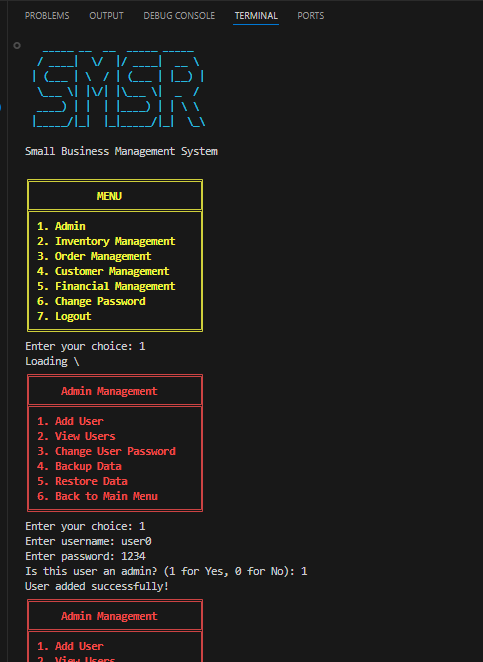 PROBLEMS OUTPUT DEBUG CONSOLE TERMINAL PORTS
SMSR
Small Business Management System
MENU
1. Admin
2. Inventory Management
3. Order Management
4. Customer Management
5. Financial Management
6. Change Password
7. Logout
Enter your choice: 1
Loading \
Admin Management
1. Add User
2. View Users
3. Change User Password
4. Backup Data
5. Restore Data
6. Back to Main Menu
Enter your choice: 1
Enter username: user0
Enter password: 1234
Is this user an admin? (1 for Yes, 0 for No): 1
User added successfully!
Admin Management
1. Add User
2. View Users